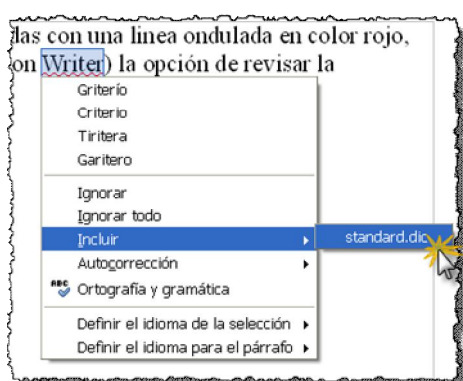 las con una linea ondulada en color rojo,
on Writer) la opción de revisar la
Griterío
Criterio
Tiritera
Garitero
Ignorar
Ignorar todo
Incluir
standard.dic
Autocorrección
ABC
Ortografía y gramática
Definir el idioma de la selección
Definir el idioma para el párrafo